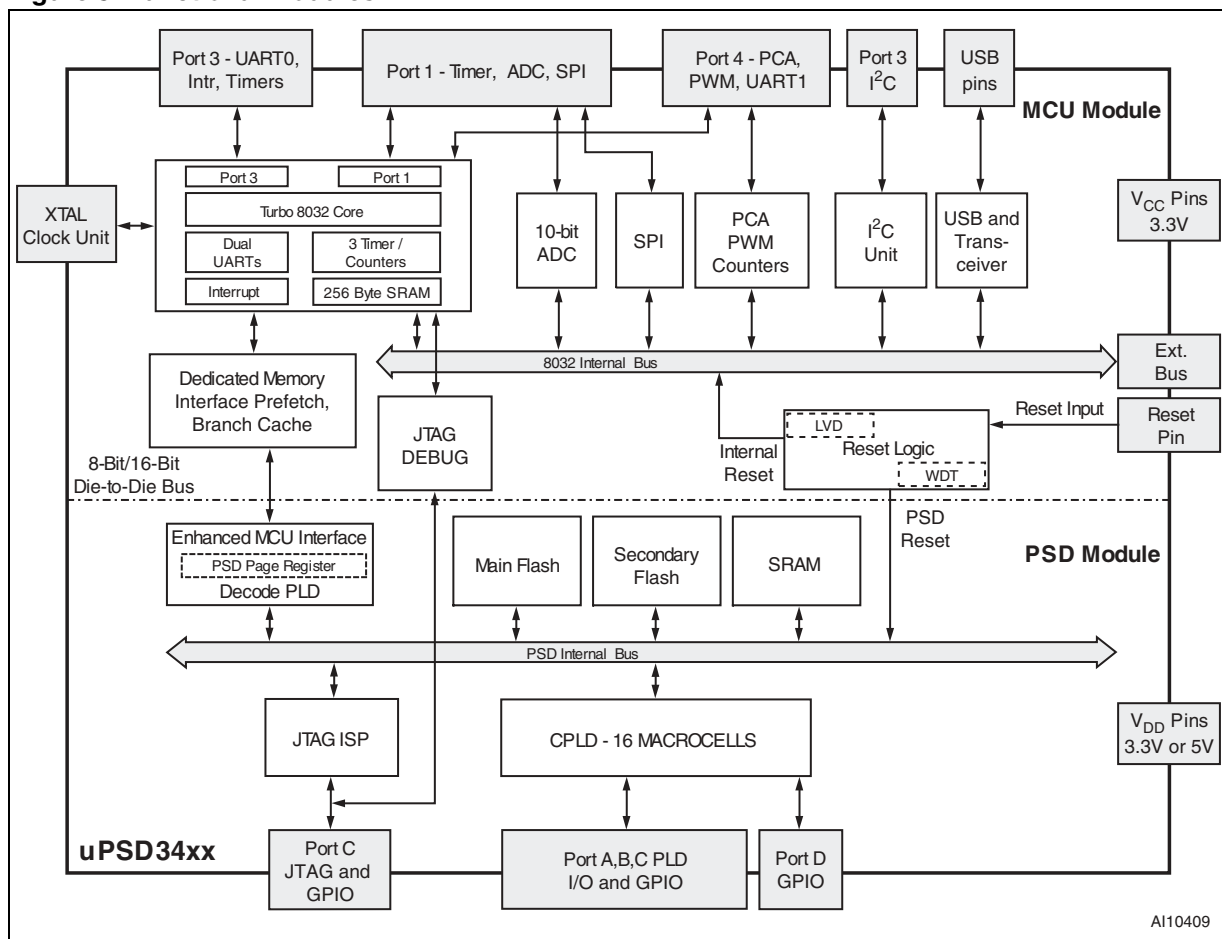 Port 3 - UART0,
Intr, Timers
Port 1 - Timer, ADC, SPI
Port 4 - PCA,
PWM, UART1
Port 3
I²C
USB
pins
MCU Module
XTAL
Clock Unit
Port 3
Port 1
Turbo 8032 Core
Dual
UARTs
3 Timer /
Counters
Interrupt
256 Byte SRAM
10-bit
ADC
SPI
PCA
PWM
Counters
I²C
Unit
USB and
Trans-
ceiver
VCC Pins
3.3V
8032 Internal Bus
Ext.
Bus
Dedicated Memory
Interface Prefetch,
Branch Cache
JTAG
DEBUG
LVD
Reset Logic
WDT
Internal
Reset
Reset Input
Reset
Pin
8-Bit/16-Bit
Die-to-Die Bus
PSD
Reset
PSD Module
Enhanced MCU Interface
PSD Page Register
Decode PLD
Main Flash
Secondary
Flash
SRAM
PSD Internal Bus
JTAG ISP
CPLD - 16 MACROCELLS
VDD Pins
3.3V or 5V
uPSD34xx
Port C
JTAG and
GPIO
Port A,B,C PLD
I/O and GPIO
Port D
GPIO
AI10409